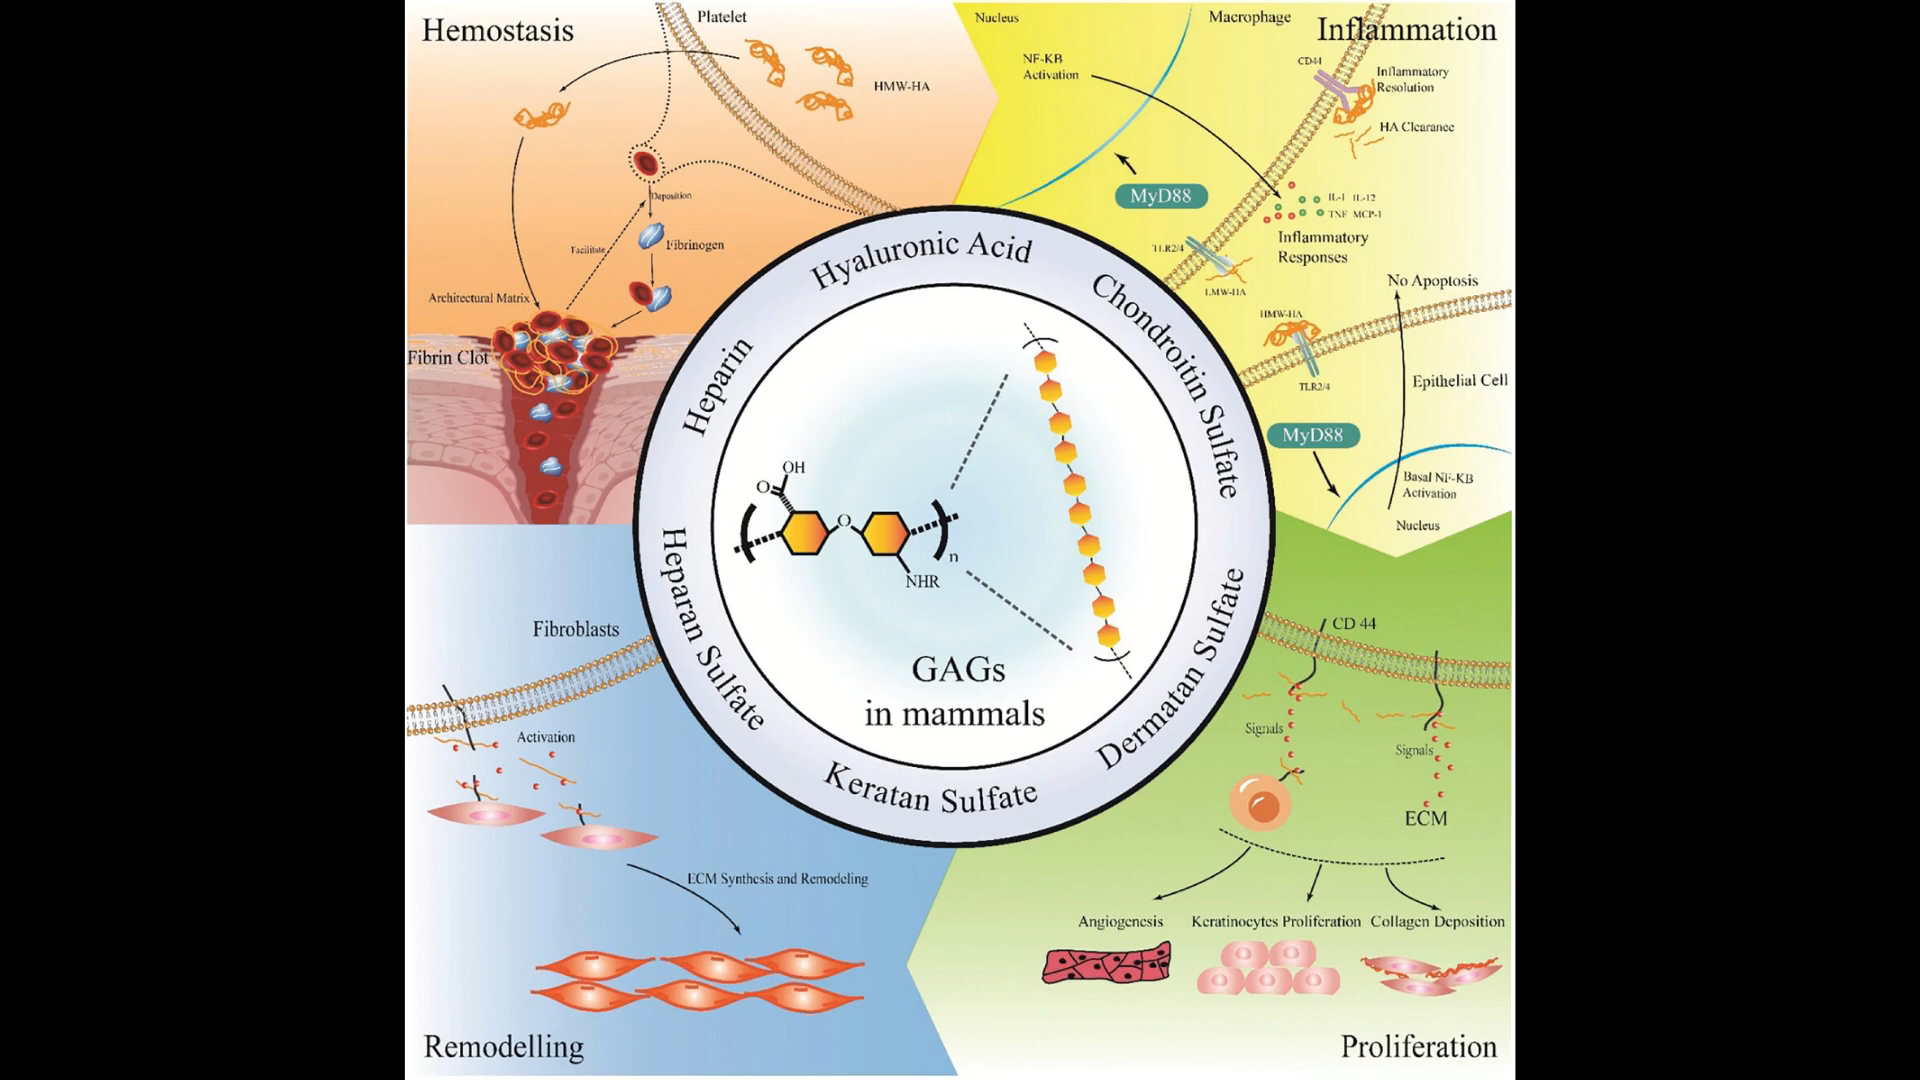 Hemostasis
Platelet
HMW-HA
Deposition
Facilitate
Fibrinogen
Architectural Matrix
Fibrin Clot
Nucleus
Macrophage
Inflammation
NF-KB
Activation
CD44
Inflammatory
Resolution
HA Clearance
MyD88
IL-1 IL-12
TNF MCP-1
Inflammatory
Responses
TLR2/4
LMW-HA
No Apoptosis
HMW-HA
TLR2/4
Epithelial Cell
MyD88
Basal NF-KB
Activation
Nucleus
Hyaluronic Acid
Chondroitin Sulfate
Dermatan Sulfate
Keratan Sulfate
Heparan Sulfate
Heparin
OH
O
O
n
NHR
GAGs
in mammals
Fibroblasts
Activation
ECM Synthesis and Remodeling
Remodelling
CD 44
Signals
Signals
ECM
Angiogenesis
Keratinocytes Proliferation
Collagen Deposition
Proliferation